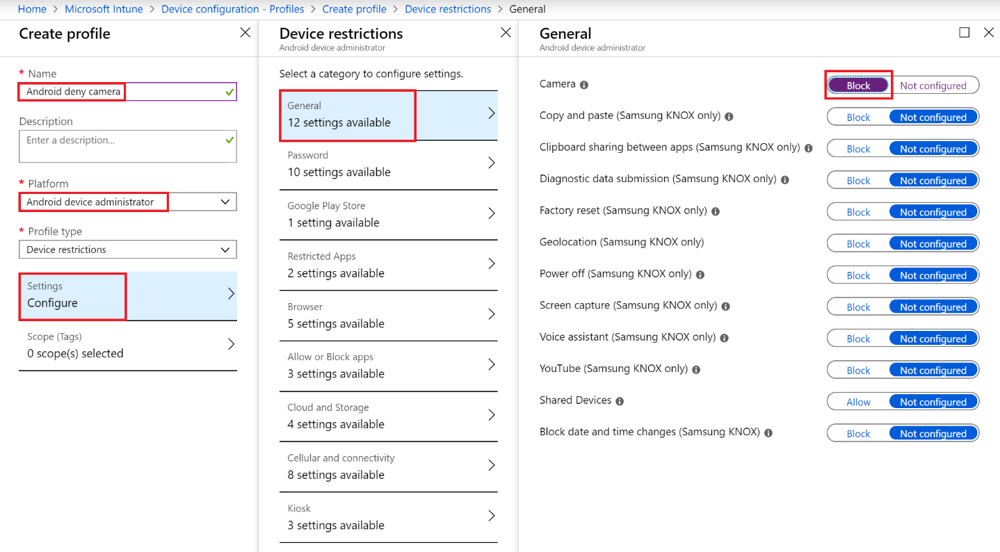 Home > Microsoft Intune > Device configuration - Profiles > Create profile > Device restrictions > General
Create profile
* Name
Android deny camera
Description
Enter a description...
* Platform
Android device administrator
* Profile type
Device restrictions
Settings
Configure
Scope (Tags)
0 scope(s) selected
Device restrictions
Android device administrator
Select a category to configure settings.
General
12 settings available
Password
10 settings available
Google Play Store
1 setting available
Restricted Apps
2 settings available
Browser
5 settings available
Allow or Block apps
3 settings available
Cloud and Storage
4 settings available
Cellular and connectivity
8 settings available
Kiosk
3 settings available
General
Android device administrator
Camera Block Not configured
Copy and paste (Samsung KNOX only) Block Not configured
Clipboard sharing between apps (Samsung KNOX only) Block Not configured
Diagnostic data submission (Samsung KNOX only) Block Not configured
Factory reset (Samsung KNOX only) Block Not configured
Geolocation (Samsung KNOX only) Block Not configured
Power off (Samsung KNOX only) Block Not configured
Screen capture (Samsung KNOX only) Block Not configured
Voice assistant (Samsung KNOX only) Block Not configured
YouTube (Samsung KNOX only) Block Not configured
Shared Devices Allow Not configured
Block date and time changes (Samsung KNOX) Block Not configured